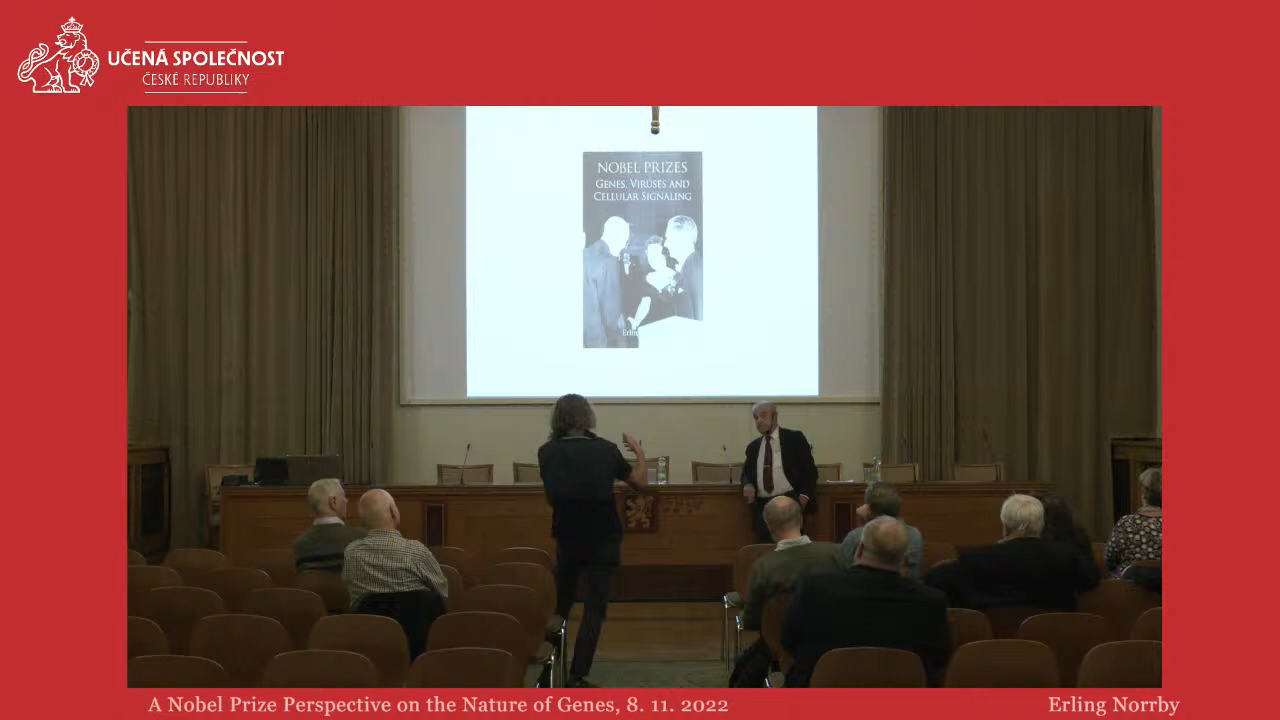 UČENÁ SPOLEČNOST
ČESKÉ REPUBLIKY
NOBEL PRIZES
GENES, VIRUSES AND
CELLULAR SIGNALING
A Nobel Prize Perspective on the Nature of Genes, 8. 11. 2022
Erling Norrby